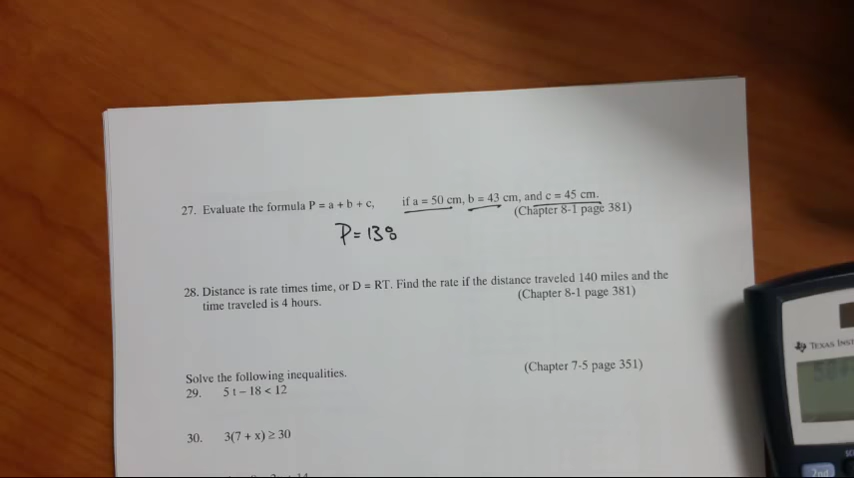 27. Evaluate the formula P = a + b + c, if a = 50 cm, b = 43 cm, and c = 45 cm.
(Chapter 8-1 page 381)
P = 138
28. Distance is rate times time, or D = RT. Find the rate if the distance traveled 140 miles and the
time traveled is 4 hours. (Chapter 8-1 page 381)
Solve the following inequalities. (Chapter 7-5 page 351)
29. 5 t – 18 < 12
30. 3(7 + x) ≥ 30
TEXAS INST
2nd